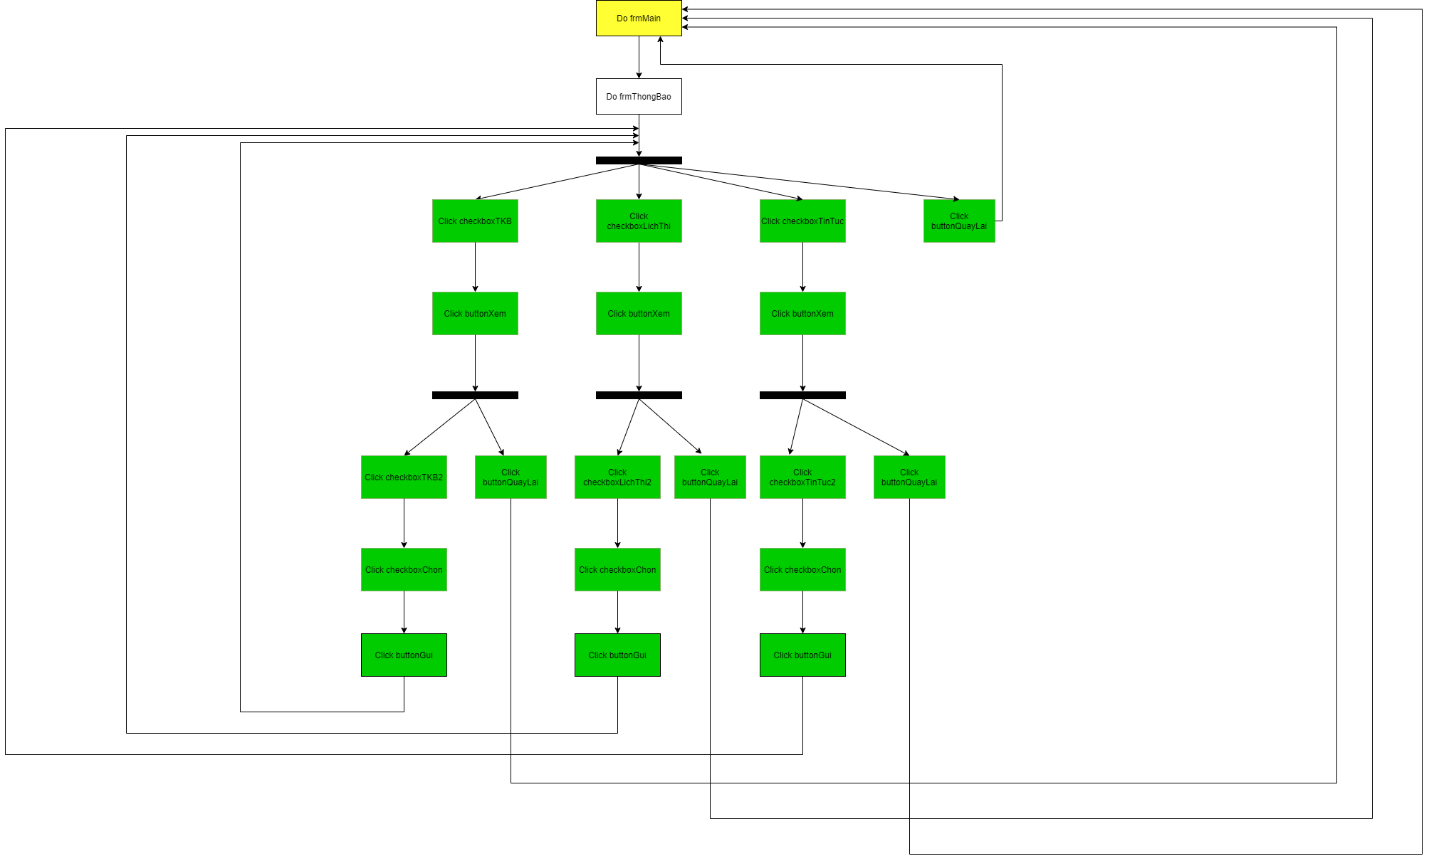 Do frmMain
Do frmThongBao
Click checkboxTKB
Click
checkboxLichThi
Click checkboxTinTuc
Click
buttonQuayLai
Click buttonXem
Click buttonXem
Click buttonXem
Click checkboxTKB2
Click
buttonQuayLai
Click
checkboxLichThi2
Click
buttonQuayLai
Click
checkboxTinTuc2
Click
buttonQuayLai
Click checkboxChon
Click checkboxChon
Click checkboxChon
Click buttonGui
Click buttonGui
Click buttonGui